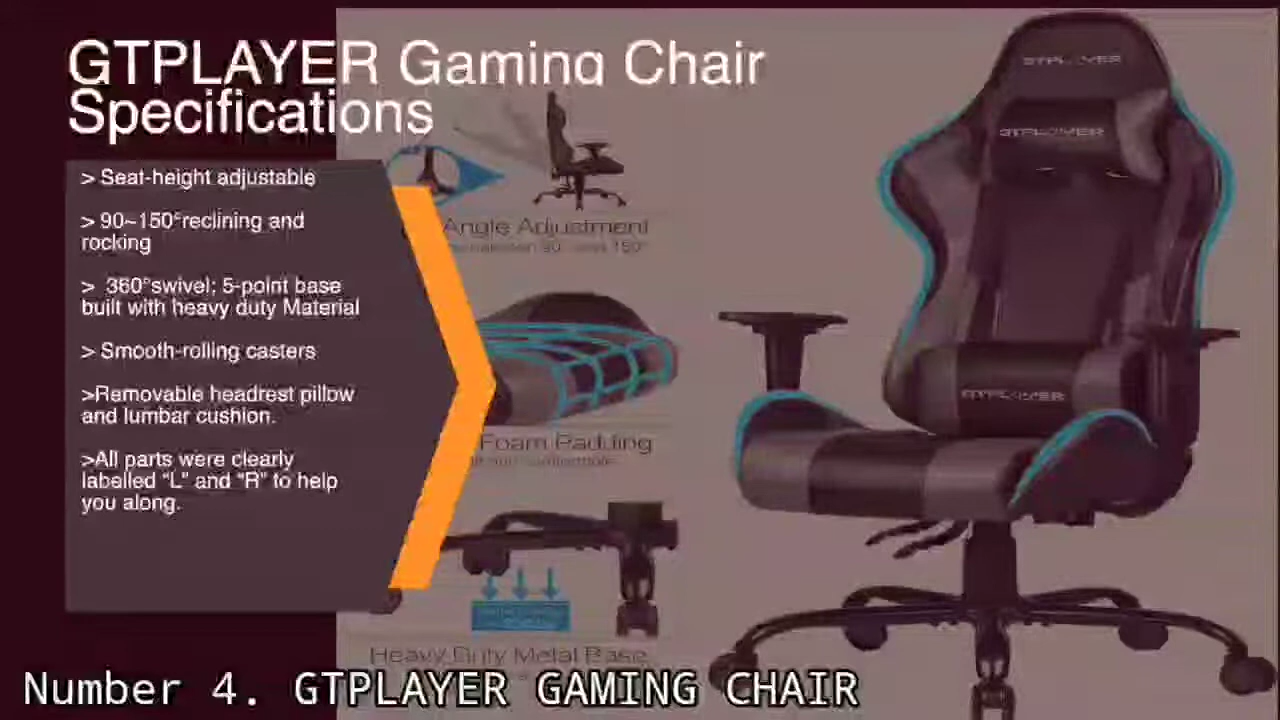 GTPLAYER Gaming Chair
Specifications
> Seat-height adjustable
> 90~150°reclining and
rocking
> 360°swivel; 5-point base
built with heavy duty Material
> Smooth-rolling casters
>Removable headrest pillow
and lumbar cushion.
>All parts were clearly
labelled “L” and “R” to help
you along.
Angle Adjustment
90° 150°
Foam Padding
Heavy Duty Metal Base
GTPLAYER
GTPLAYER
GTPLAYER
Number 4. GTPLAYER GAMING CHAIR